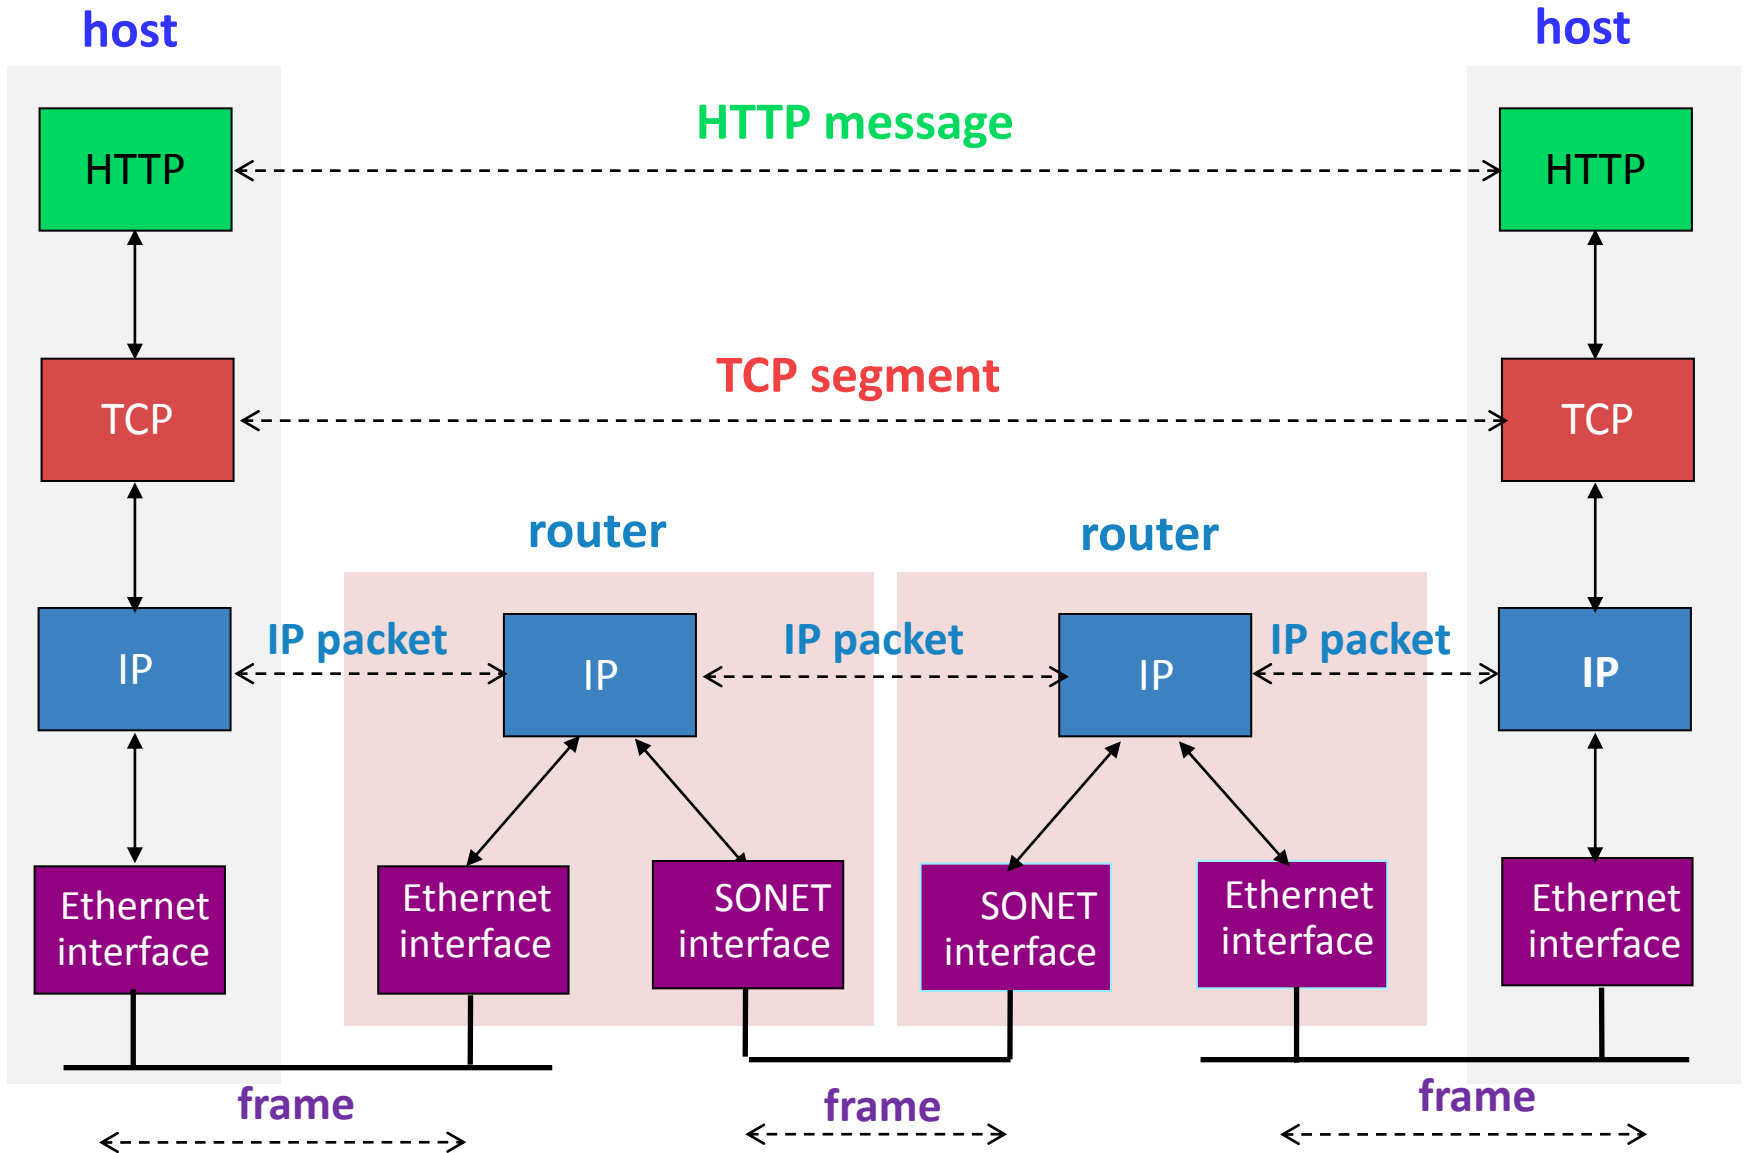 host
host
HTTP message
HTTP
HTTP
TCP segment
TCP
TCP
router
router
IP packet
IP packet
IP packet
IP
IP
IP
IP
Ethernet
interface
Ethernet
interface
SONET
interface
SONET
interface
Ethernet
interface
Ethernet
interface
frame
frame
frame